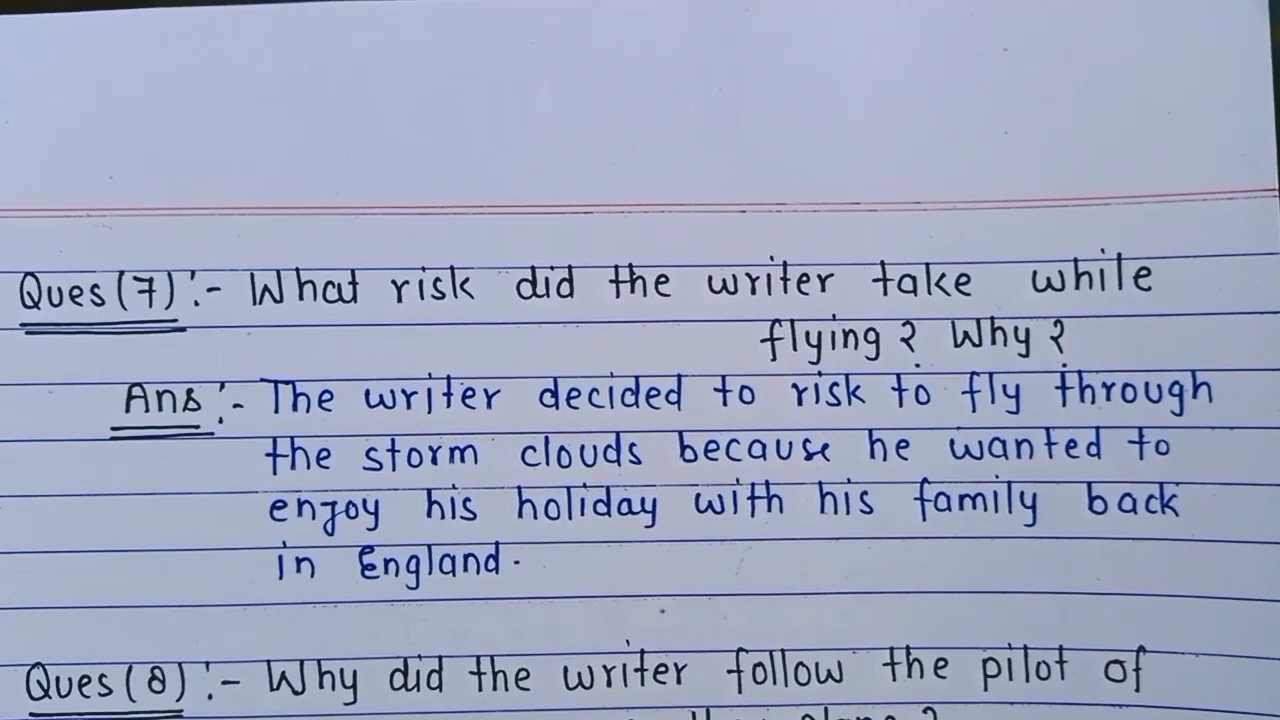 Ques (7):- What risk did the writer take while
flying? Why?
Ans:- The writer decided to risk to fly through
the storm clouds because he wanted to
enjoy his holiday with his family back
in England.
Ques (8):- Why did the writer follow the pilot of